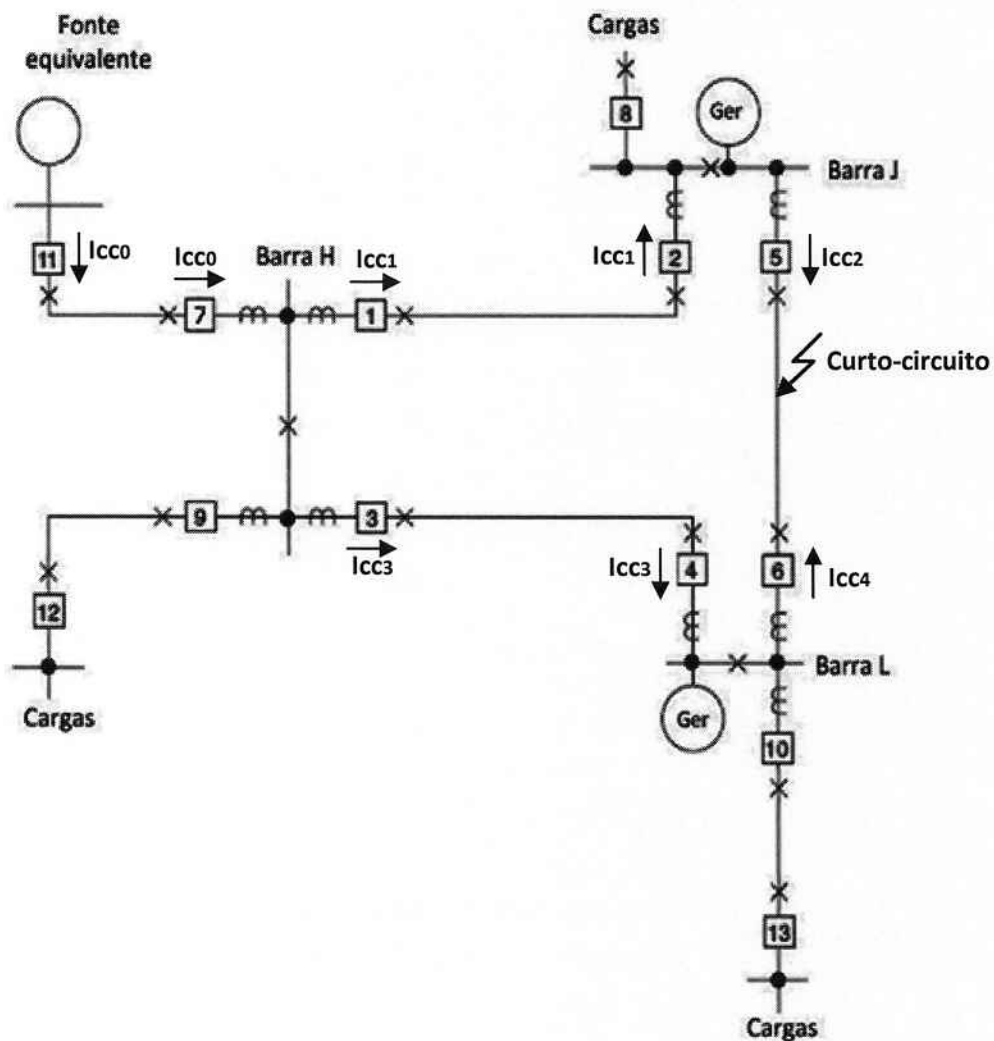 Fonte
equivalente
Cargas
8
Ger
Barra J
11
Icc0
Icc0
7
Barra H
Icc1
1
Icc1
2
5
Icc2
Curto-circuito
9
3
Icc3
Icc3
4
6
Icc4
12
Cargas
Barra L
Ger
10
13
Cargas